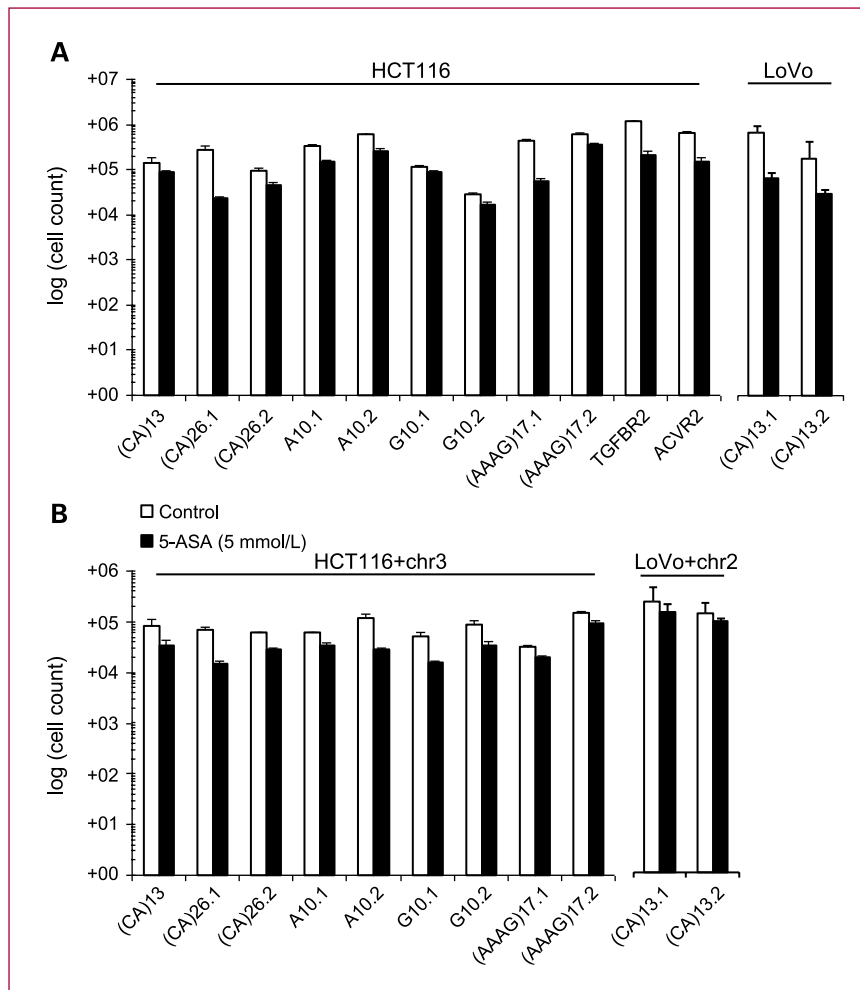 A
HCT116
LoVo
+07
+06
+05
+04
+03
+02
+01
+00
log (cell count)
(CA)13
(CA)26.1
(CA)26.2
A10.1
A10.2
G10.1
G10.2
(AAAG)17.1
(AAAG)17.2
TGFBR2
ACVR2
(CA)13.1
(CA)13.2
B
Control
5-ASA (5 mmol/L)
HCT116+chr3
LoVo+chr2
+06
+05
+04
+03
+02
+01
+00
log (cell count)
(CA)13
(CA)26.1
(CA)26.2
A10.1
A10.2
G10.1
G10.2
(AAAG)17.1
(AAAG)17.2
(CA)13.1
(CA)13.2